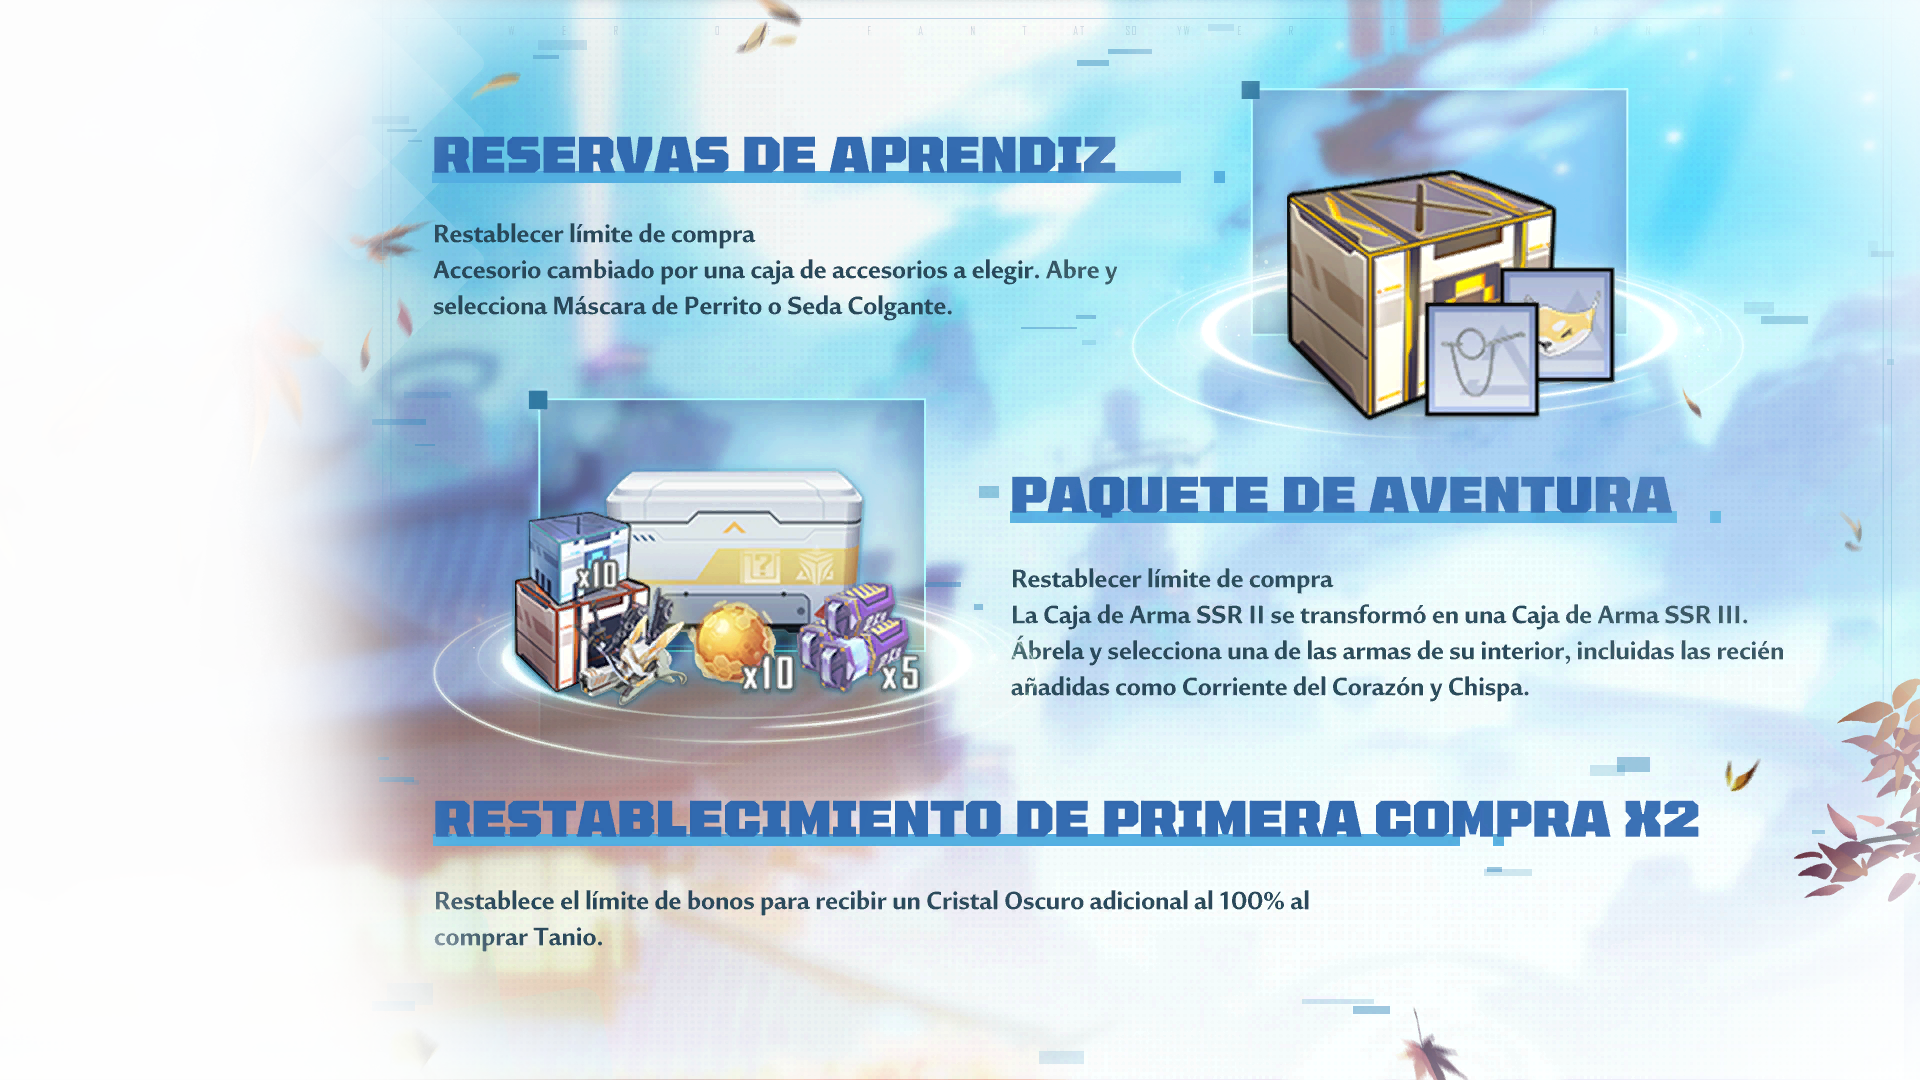 RESERVAS DE APRENDIZ
Restablecer límite de compra
Accesorio cambiado por una caja de accesorios a elegir. Abre y
selecciona Máscara de Perrito o Seda Colgante.
x10
x10
x5
PAQUETE DE AVENTURA
Restablecer límite de compra
La Caja de Arma SSR II se transformó en una Caja de Arma SSR III.
Ábrela y selecciona una de las armas de su interior, incluidas las recién
añadidas como Corriente del Corazón y Chispa.
RESTABLECIMIENTO DE PRIMERA COMPRA X2
Restablece el límite de bonos para recibir un Cristal Oscuro adicional al 100% al
comprar Tanio.